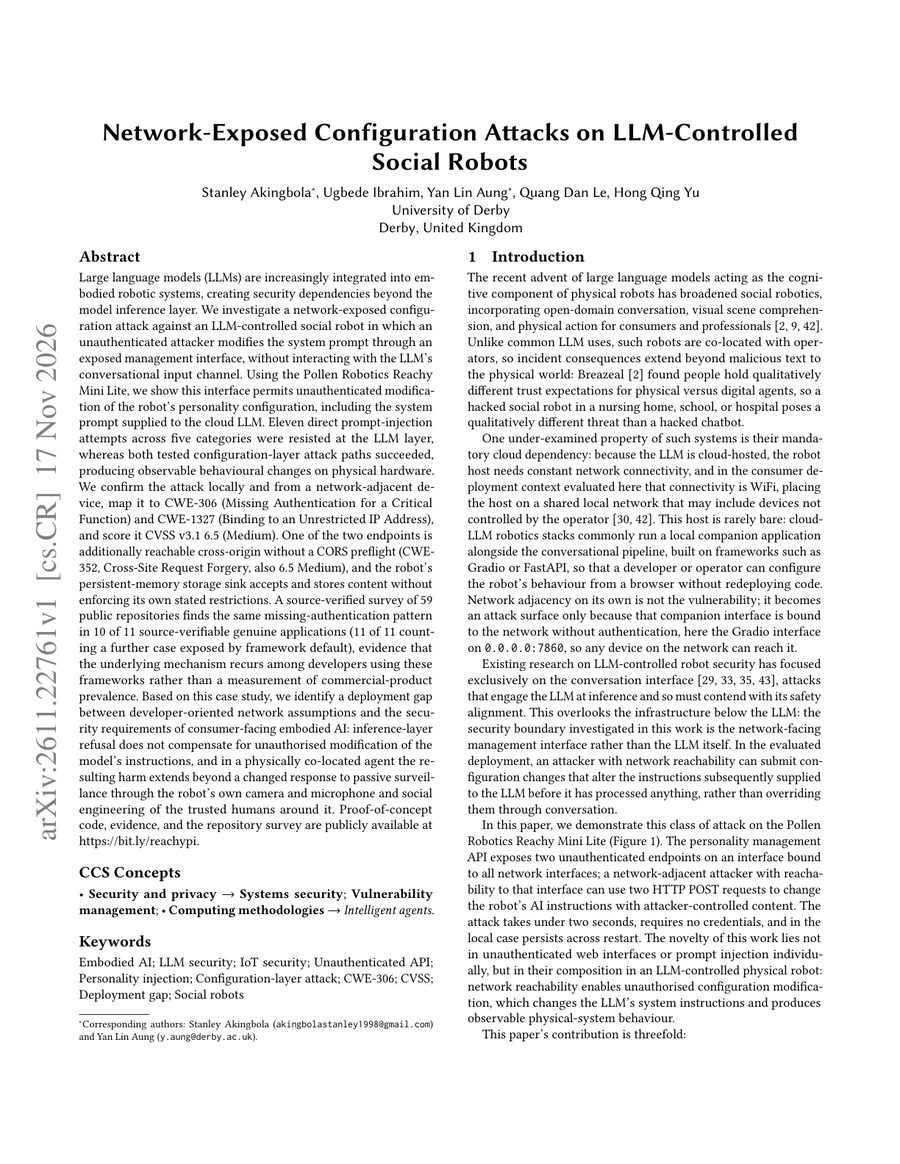 Network-Exposed Configuration Attacks on LLM-Controlled
Social Robots
Stanley Akingbola*, Ugbede Ibrahim, Yan Lin Aung*, Quang Dan Le, Hong Qing Yu
University of Derby
Derby, United Kingdom
arXiv:2611.22761v1 [cs.CR] 17 Nov 2026
Abstract
Large language models (LLMs) are increasingly integrated into em-
bodied robotic systems, creating security dependencies beyond the
model inference layer. We investigate a network-exposed configu-
ration attack against an LLM-controlled social robot in which an
unauthenticated attacker modifies the system prompt through an
exposed management interface, without interacting with the LLM's
conversational input channel. Using the Pollen Robotics Reachy
Mini Lite, we show this interface permits unauthenticated modifica-
tion of the robot's personality configuration, including the system
prompt supplied to the cloud LLM. Eleven direct prompt-injection
attempts across five categories were resisted at the LLM layer,
whereas both tested configuration-layer attack paths succeeded,
producing observable behavioural changes on physical hardware.
We confirm the attack locally and from a network-adjacent de-
vice, map it to CWE-306 (Missing Authentication for a Critical
Function) and CWE-1327 (Binding to an Unrestricted IP Address),
and score it CVSS v3.1 6.5 (Medium). One of the two endpoints is
additionally reachable cross-origin without a CORS preflight (CWE-
352, Cross-Site Request Forgery, also 6.5 Medium), and the robot's
persistent-memory storage sink accepts and stores content without
enforcing its own stated restrictions. A source-verified survey of 59
public repositories finds the same missing-authentication pattern
in 10 of 11 source-verifiable genuine applications (11 of 11 count-
ing a further case exposed by framework default), evidence that
the underlying mechanism recurs among developers using these
frameworks rather than a measurement of commercial-product
prevalence. Based on this case study, we identify a deployment gap
between developer-oriented network assumptions and the secu-
rity requirements of consumer-facing embodied AI: inference-layer
refusal does not compensate for unauthorised modification of the
model's instructions, and in a physically co-located agent the re-
sulting harm extends beyond a changed response to passive surveil-
lance through the robot's own camera and microphone and social
engineering of the trusted humans around it. Proof-of-concept
code, evidence, and the repository survey are publicly available at
https://bit.ly/reachypi.
CCS Concepts
• Security and privacy → Systems security; Vulnerability
management; • Computing methodologies → Intelligent agents.
Keywords
Embodied AI; LLM security; IoT security; Unauthenticated API;
Personality injection; Configuration-layer attack; CWE-306; CVSS;
Deployment gap; Social robots
*Corresponding authors: Stanley Akingbola (akingbolastanley1998@gmail.com)
and Yan Lin Aung (y.aung@derby.ac.uk).
1 Introduction
The recent advent of large language models acting as the cogni-
tive component of physical robots has broadened social robotics,
incorporating open-domain conversation, visual scene comprehen-
sion, and physical action for consumers and professionals [2, 9, 42].
Unlike common LLM uses, such robots are co-located with oper-
ators, so incident consequences extend beyond malicious text to
the physical world: Breazeal [2] found people hold qualitatively
different trust expectations for physical versus digital agents, so a
hacked social robot in a nursing home, school, or hospital poses a
qualitatively different threat than a hacked chatbot.
One under-examined property of such systems is their manda-
tory cloud dependency: because the LLM is cloud-hosted, the robot
host needs constant network connectivity, and in the consumer de-
ployment context evaluated here that connectivity is WiFi, placing
the host on a shared local network that may include devices not
controlled by the operator [30, 42]. This host is rarely bare: cloud-
LLM robotics stacks commonly run a local companion application
alongside the conversational pipeline, built on frameworks such as
Gradio or FastAPI, so that a developer or operator can configure
the robot's behaviour from a browser without redeploying code.
Network adjacency on its own is not the vulnerability; it becomes
an attack surface only because that companion interface is bound
to the network without authentication, here the Gradio interface
on 0.0.0.0:7860, so any device on the network can reach it.
Existing research on LLM-controlled robot security has focused
exclusively on the conversation interface [29, 33, 35, 43], attacks
that engage the LLM at inference and so must contend with its safety
alignment. This overlooks the infrastructure below the LLM: the
security boundary investigated in this work is the network-facing
management interface rather than the LLM itself. In the evaluated
deployment, an attacker with network reachability can submit con-
figuration changes that alter the instructions subsequently supplied
to the LLM before it has processed anything, rather than overriding
them through conversation.
In this paper, we demonstrate this class of attack on the Pollen
Robotics Reachy Mini Lite (Figure 1). The personality management
API exposes two unauthenticated endpoints on an interface bound
to all network interfaces; a network-adjacent attacker with reacha-
bility to that interface can use two HTTP POST requests to change
the robot's AI instructions with attacker-controlled content. The
attack takes under two seconds, requires no credentials, and in the
local case persists across restart. The novelty of this work lies not
in unauthenticated web interfaces or prompt injection individu-
ally, but in their composition in an LLM-controlled physical robot:
network reachability enables unauthorised configuration modifica-
tion, which changes the LLM's system instructions and produces
observable physical-system behaviour.
This paper's contribution is threefold: